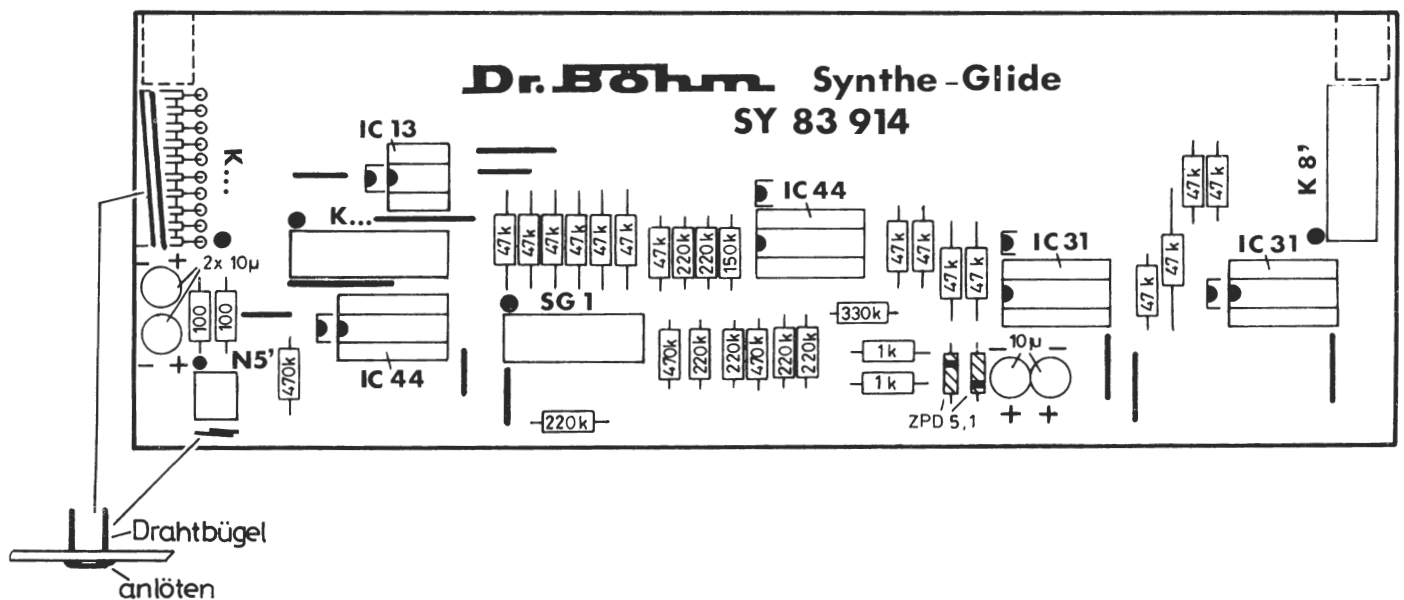 Dr. Böhm Synthe-Glide
SY 83 914
IC 13
K...
K...
IC 44
K 8'
47k
47k
47k
47k
47k
47k
47k
47k
47k
220k
220k
150k
47k
47k
47k
47k
IC 31
47k
47k
IC 31
- +
2x 10µ
100
100
SG 1
330k
- +
N5'
470k
IC 44
470k
220k
220k
470k
220k
220k
1k
1k
- 10µ -
ZPD 5,1
+ +
220k
Drahtbügel
anlöten